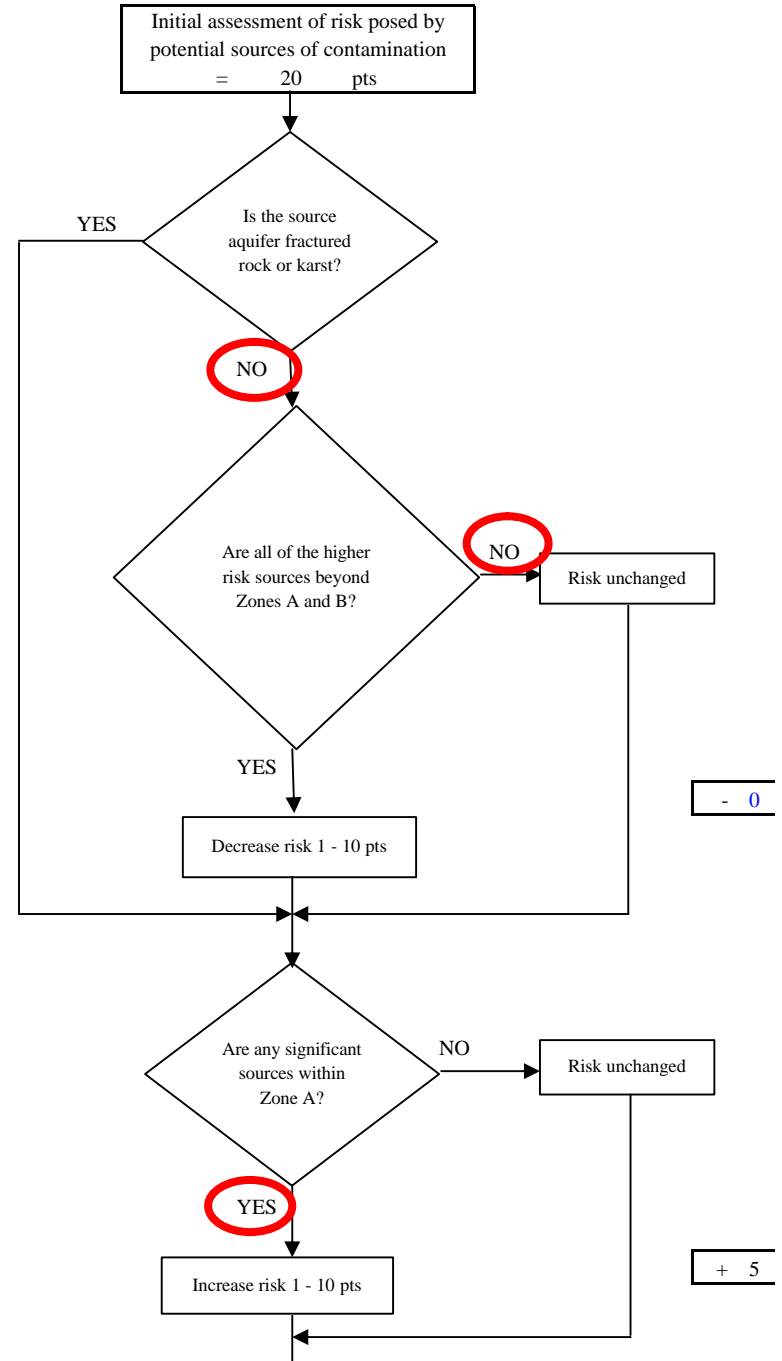 Initial assessment of risk posed by
potential sources of contamination
= 20 pts
YES
Is the source
aquifer fractured
rock or karst?
NO
Are all of the higher
risk sources beyond
Zones A and B?
NO
Risk unchanged
YES
- 0
Decrease risk 1 - 10 pts
Are any significant
sources within
Zone A?
NO
Risk unchanged
YES
+ 5
Increase risk 1 - 10 pts